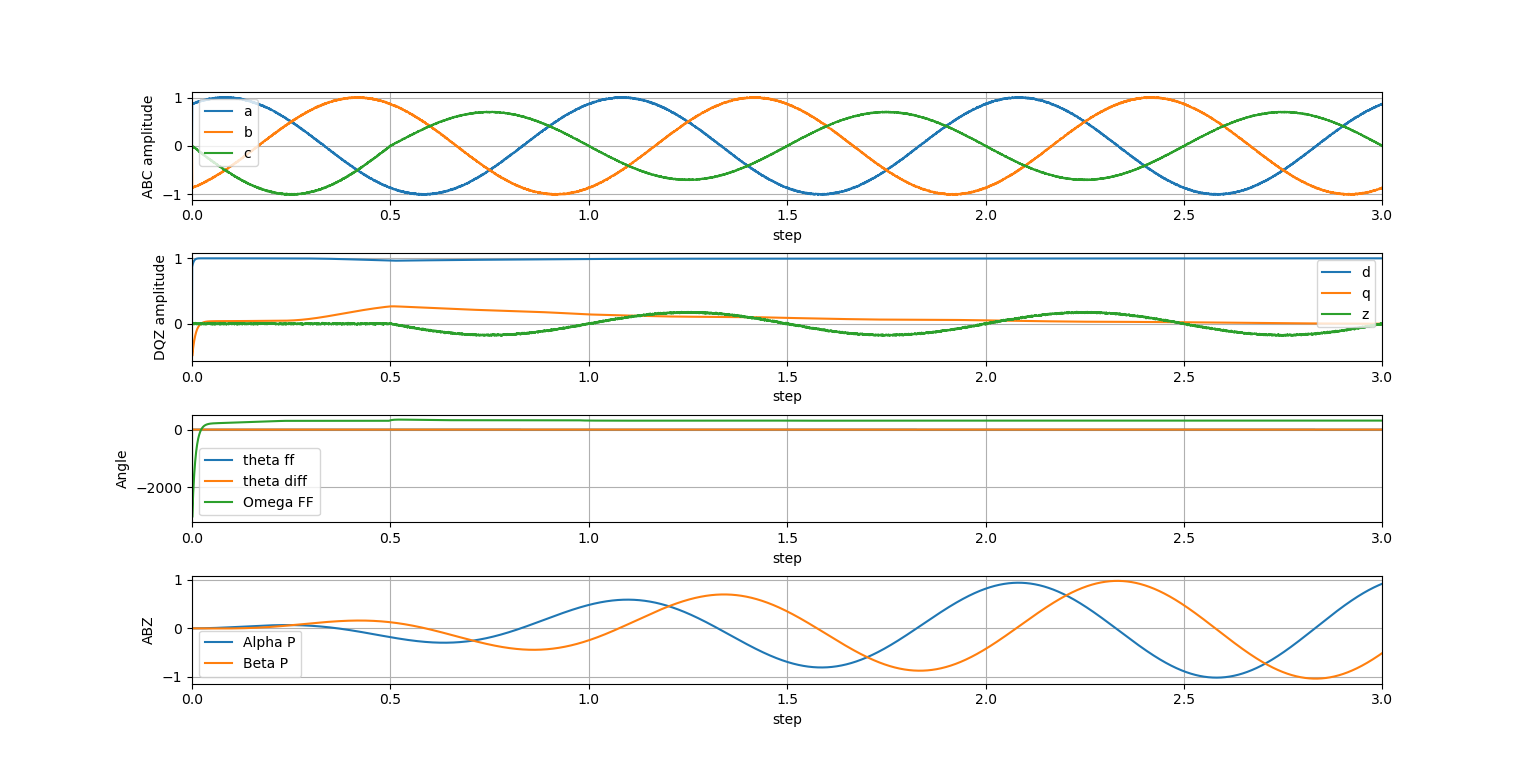 ABC amplitude
1
0
−1
a
b
c
0.0 0.5 1.0 1.5 2.0 2.5 3.0
step
DQZ amplitude
1
0
d
q
z
0.0 0.5 1.0 1.5 2.0 2.5 3.0
step
Angle
0
−2000
theta ff
theta diff
Omega FF
0.0 0.5 1.0 1.5 2.0 2.5 3.0
step
ABZ
1
0
−1
Alpha P
Beta P
0.0 0.5 1.0 1.5 2.0 2.5 3.0
step